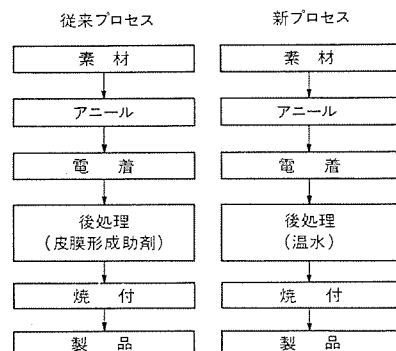 従来プロセス
素材
アニール
電着
後処理
(皮膜形成助剤)
焼付
製品
新プロセス
素材
アニール
電着
後処理
(温水)
焼付
製品